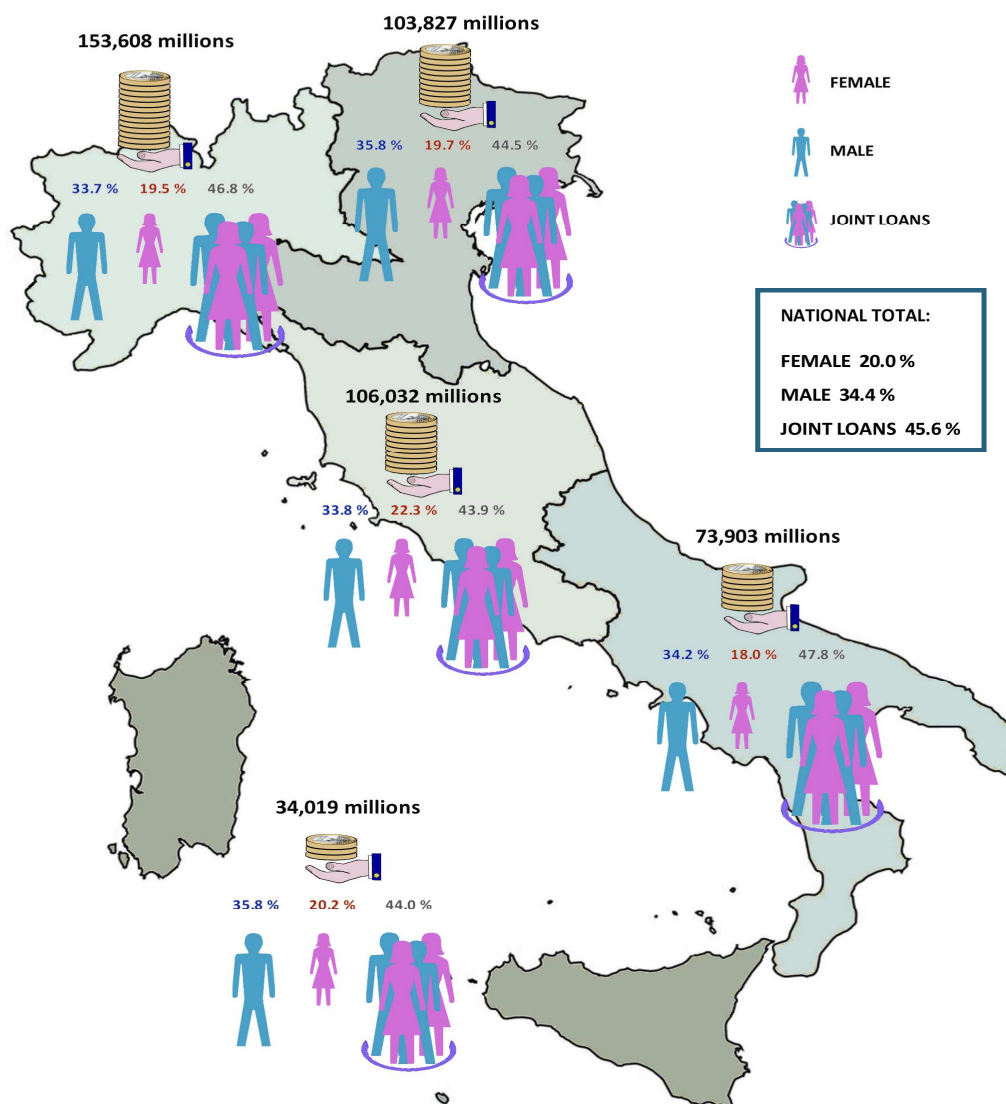 153,608 millions
33.7 % 19.5 % 46.8 %
103,827 millions
35.8 % 19.7 % 44.5 %
FEMALE
MALE
JOINT LOANS
NATIONAL TOTAL:
FEMALE 20.0 %
MALE 34.4 %
JOINT LOANS 45.6 %
106,032 millions
33.8 % 22.3 % 43.9 %
73,903 millions
34.2 % 18.0 % 47.8 %
34,019 millions
35.8 % 20.2 % 44.0 %